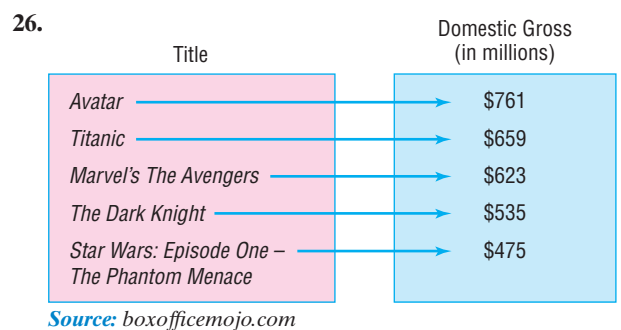 26.
Title
Domestic Gross
(in millions)
Avatar $761
Titanic $659
Marvel's The Avengers $623
The Dark Knight $535
Star Wars: Episode One – $475
The Phantom Menace
Source: boxofficemojo.com